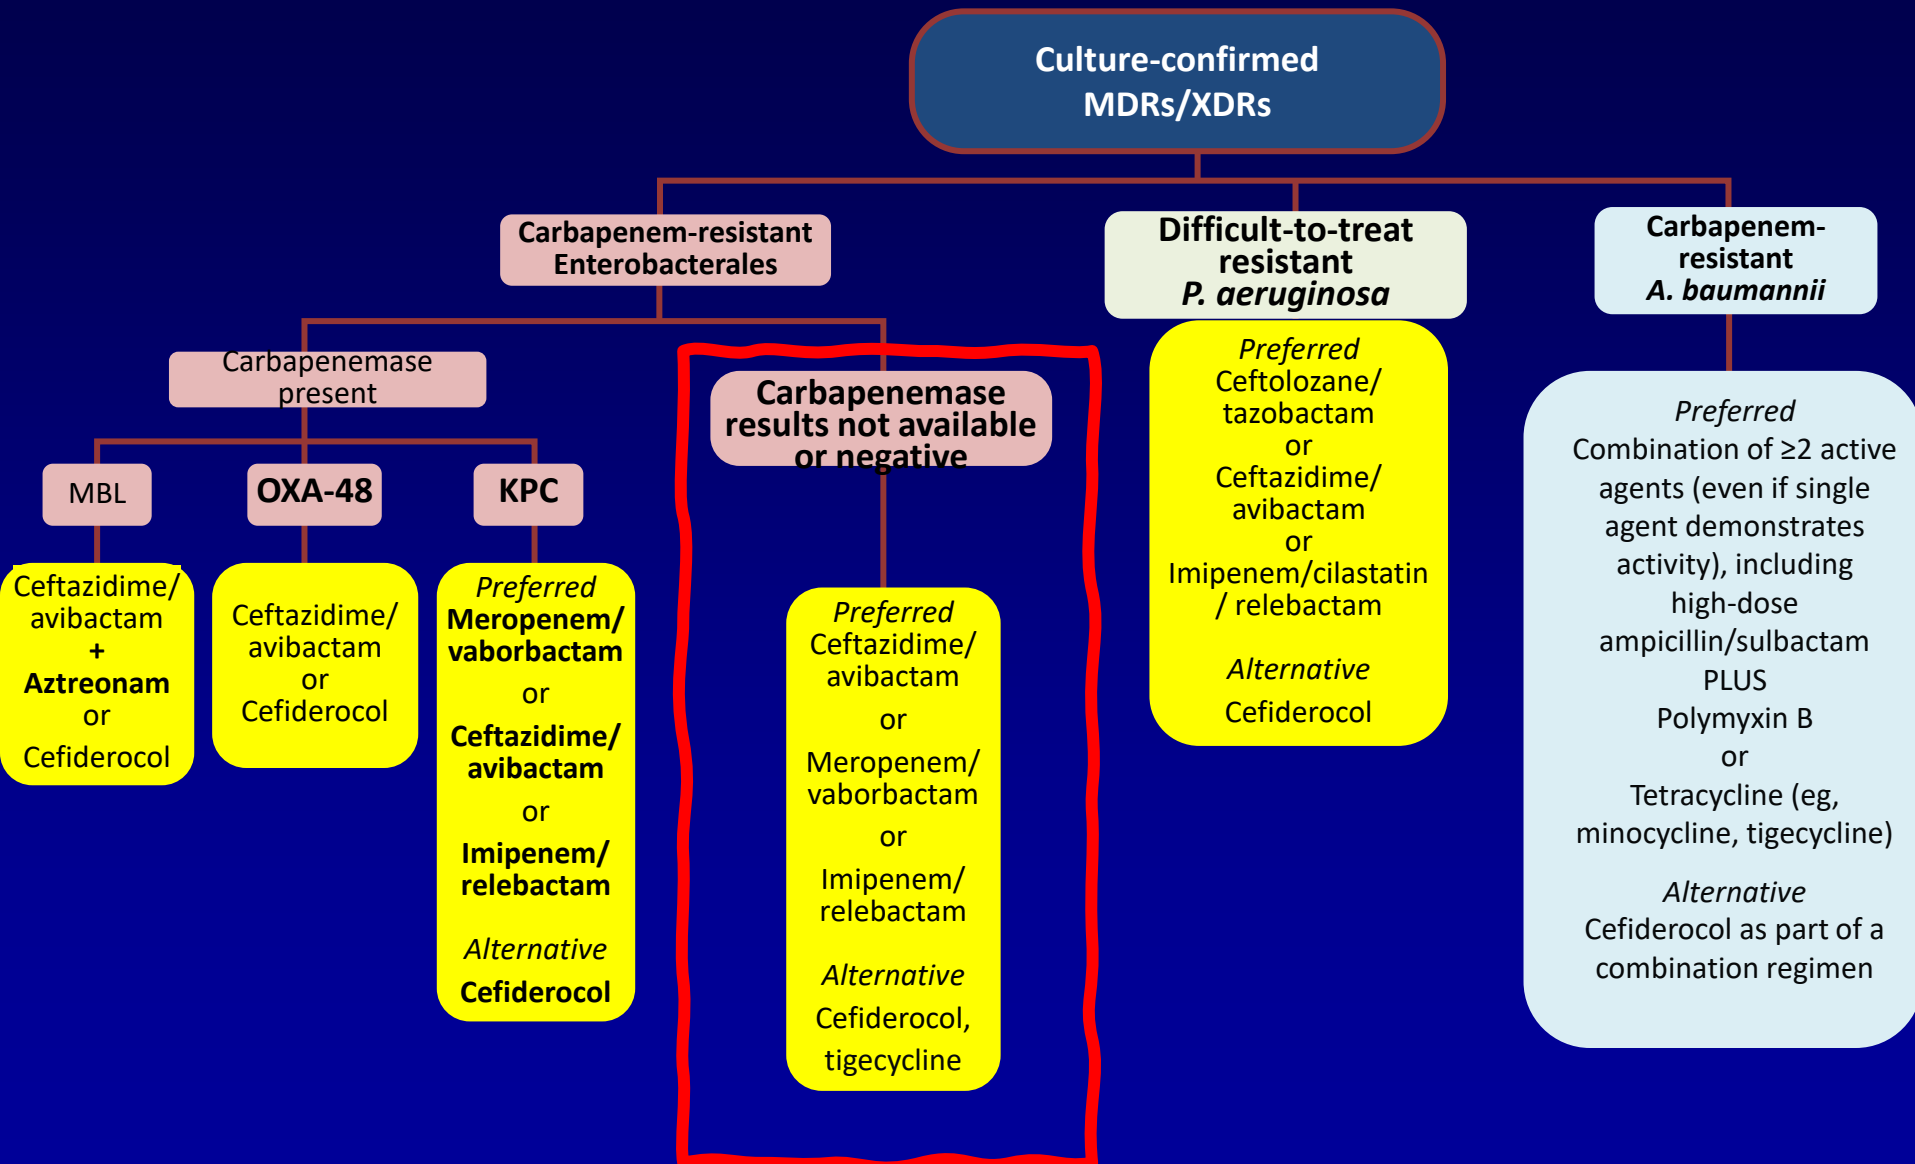 Culture-confirmed
MDRs/XDRs
Carbapenem-resistant
Enterobacterales
Difficult-to-treat
resistant
P. aeruginosa
Carbapenem-
resistant
A. baumannii
Carbapenemase
present
Carbapenemase
results not available
or negative
MBL
OXA-48
KPC
Ceftazidime/
avibactam
+
Aztreonam
or
Cefiderocol
Ceftazidime/
avibactam
or
Cefiderocol
Preferred
Meropenem/
vaborbactam
or
Ceftazidime/
avibactam
or
Imipenem/
relebactam
Alternative
Cefiderocol
Preferred
Ceftazidime/
avibactam
or
Meropenem/
vaborbactam
or
Imipenem/
relebactam
Alternative
Cefiderocol,
tigecycline
Preferred
Ceftolozane/
tazobactam
or
Ceftazidime/
avibactam
or
Imipenem/cilastatin
/ relebactam
Alternative
Cefiderocol
Preferred
Combination of ≥2 active
agents (even if single
agent demonstrates
activity), including
high-dose
ampicillin/sulbactam
PLUS
Polymyxin B
or
Tetracycline (eg,
minocycline, tigecycline)
Alternative
Cefiderocol as part of a
combination regimen